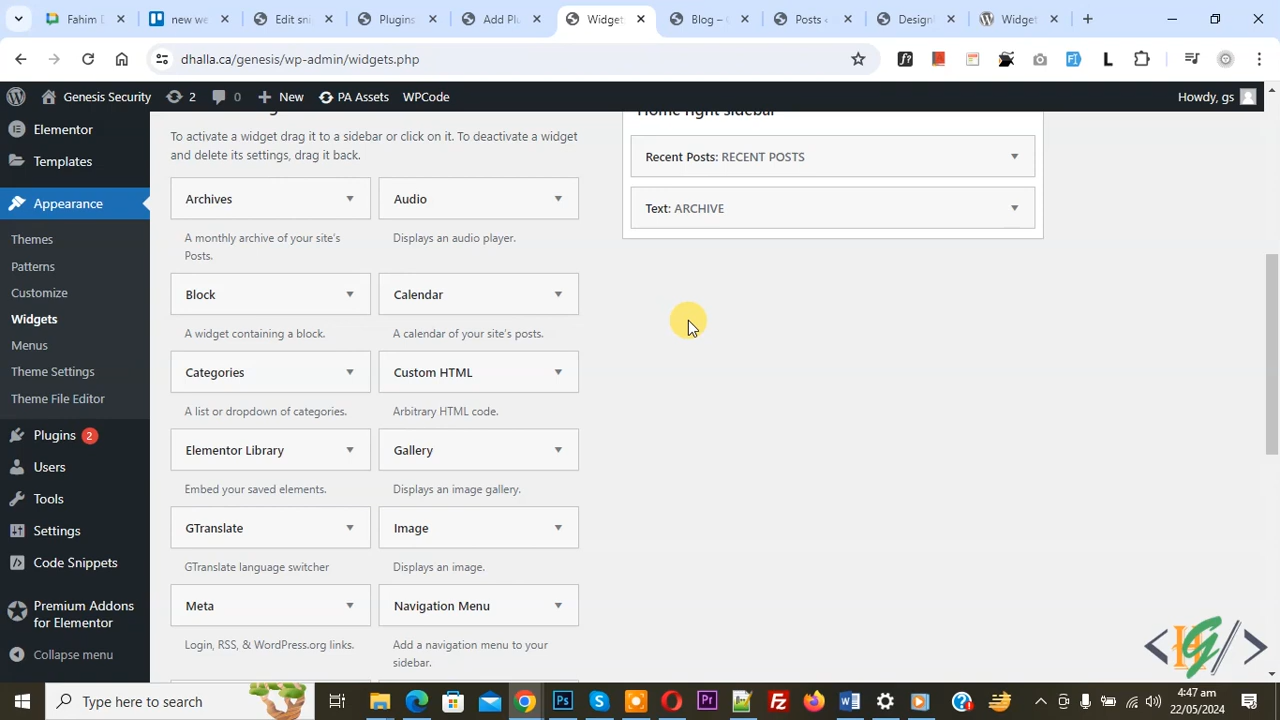 Fahim D
new we
Edit sni
Plugins
Add Plu
Widget
Blog –
Posts ‹
Design
Widget
dhalla.ca/genesis/wp-admin/widgets.php
Genesis Security
2
0
New
PA Assets
WPCode
Howdy, gs
Elementor
Templates
Appearance
Themes
Patterns
Customize
Widgets
Menus
Theme Settings
Theme File Editor
Plugins 2
Users
Tools
Settings
Code Snippets
Premium Addons
for Elementor
Collapse menu
To activate a widget drag it to a sidebar or click on it. To deactivate a widget
and delete its settings, drag it back.
Archives
Audio
A monthly archive of your site's
Posts.
Displays an audio player.
Block
Calendar
A widget containing a block.
A calendar of your site's posts.
Categories
Custom HTML
A list or dropdown of categories.
Arbitrary HTML code.
Elementor Library
Gallery
Embed your saved elements.
Displays an image gallery.
GTranslate
Image
GTranslate language switcher
Displays an image.
Meta
Navigation Menu
Login, RSS, & WordPress.org links.
Add a navigation menu to your
sidebar.
Home right sidebar
Recent Posts: RECENT POSTS
Text: ARCHIVE
Type here to search
4:47 am
22/05/2024